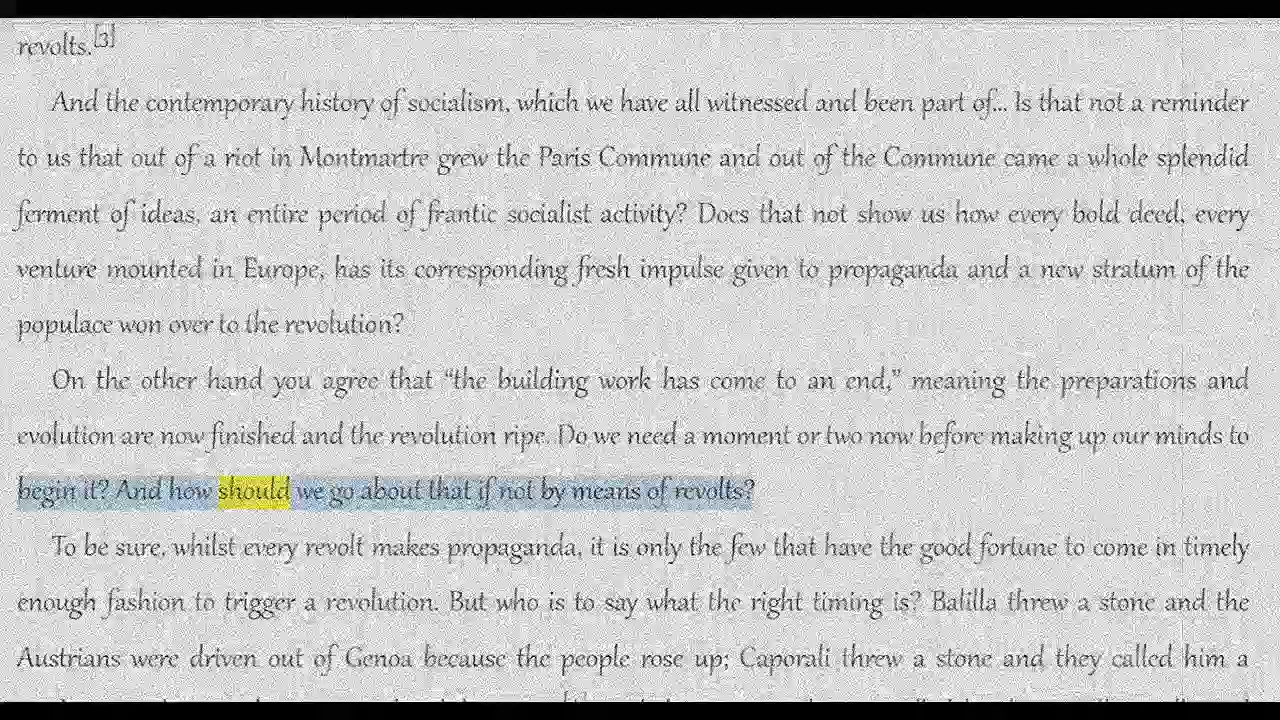 revolts.[3]
And the contemporary history of socialism, which we have all witnessed and been part of... Is that not a reminder
to us that out of a riot in Montmartre grew the Paris Commune and out of the Commune came a whole splendid
ferment of ideas, an entire period of frantic socialist activity? Does that not show us how every bold deed, every
venture mounted in Europe, has its corresponding fresh impulse given to propaganda and a new stratum of the
populace won over to the revolution?
On the other hand you agree that “the building work has come to an end,” meaning the preparations and
evolution are now finished and the revolution ripe. Do we need a moment or two now before making up our minds to
begin it? And how should we go about that if not by means of revolts?
To be sure, whilst every revolt makes propaganda, it is only the few that have the good fortune to come in timely
enough fashion to trigger a revolution. But who is to say what the right timing is? Balilla threw a stone and the
Austrians were driven out of Genoa because the people rose up; Caporali threw a stone and they called him a